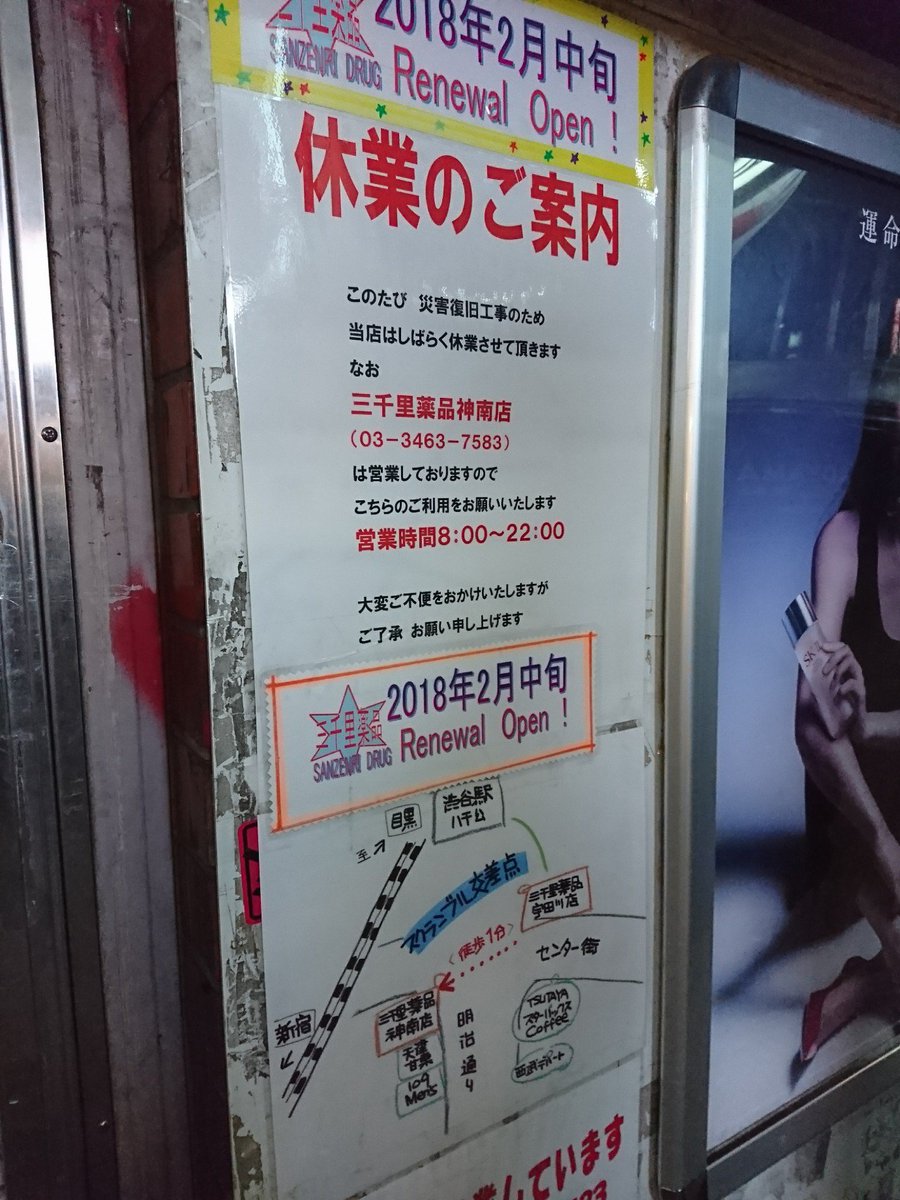 三千里薬品
SANZENRI DRUG
2018年2月中旬
Renewal Open !
休業のご案内
このたび 災害復旧工事のため
当店はしばらく休業させて頂きます
なお
三千里薬品神南店
(03-3463-7583)
は営業しておりますので
こちらのご利用をお願いいたします
営業時間8:00～22:00
大変ご不便をおかけいたしますが
ご了承 お願い申し上げます
三千里薬品
SANZENRI DRUG
2018年2月中旬
Renewal Open !
渋谷駅
ハチ公
至
目黒
スクランブル交差点
三千里薬品
宇田川店
〈徒歩1分〉
センター街
三千里薬品
神南店
天津
甘栗
109
Men's
明治通り
TSUTAYA
スターバックス
Coffee
西武デパート
新宿
しています
運命